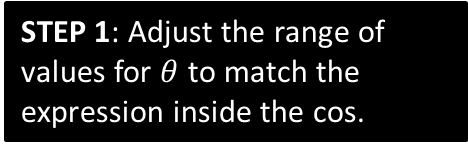 STEP 1: Adjust the range of
values for θ to match the
expression inside the cos.